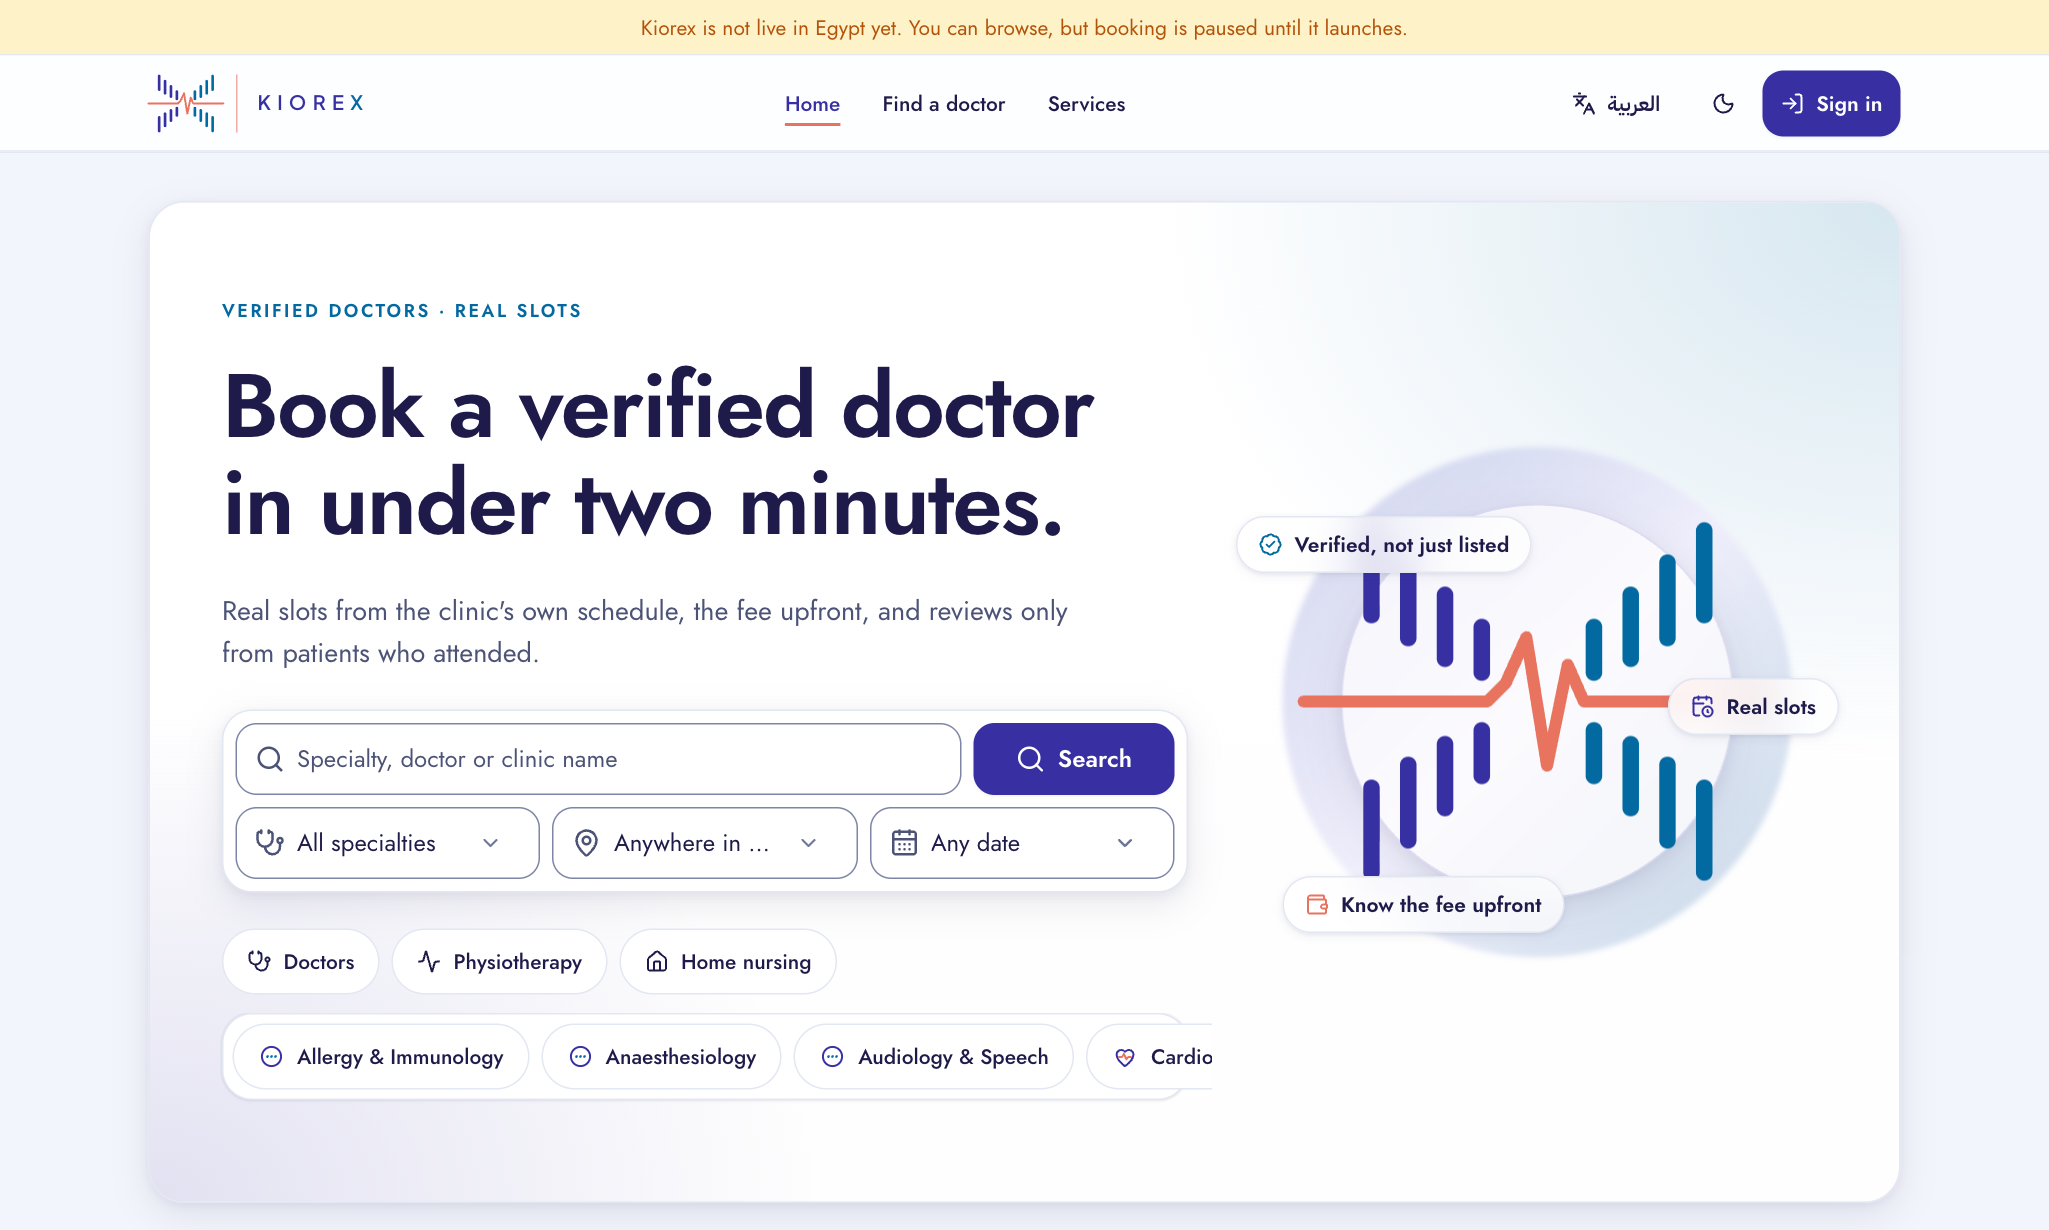 Kiorex is not live in Egypt yet. You can browse, but booking is paused until it launches.
KIOREX
Home
Find a doctor
Services
العربية
Sign in
VERIFIED DOCTORS · REAL SLOTS
Book a verified doctor
in under two minutes.
Real slots from the clinic's own schedule, the fee upfront, and reviews only
from patients who attended.
Specialty, doctor or clinic name
Search
All specialties
Anywhere in ...
Any date
Doctors
Physiotherapy
Home nursing
Allergy & Immunology
Anaesthesiology
Audiology & Speech
Cardio
Verified, not just listed
Real slots
Know the fee upfront